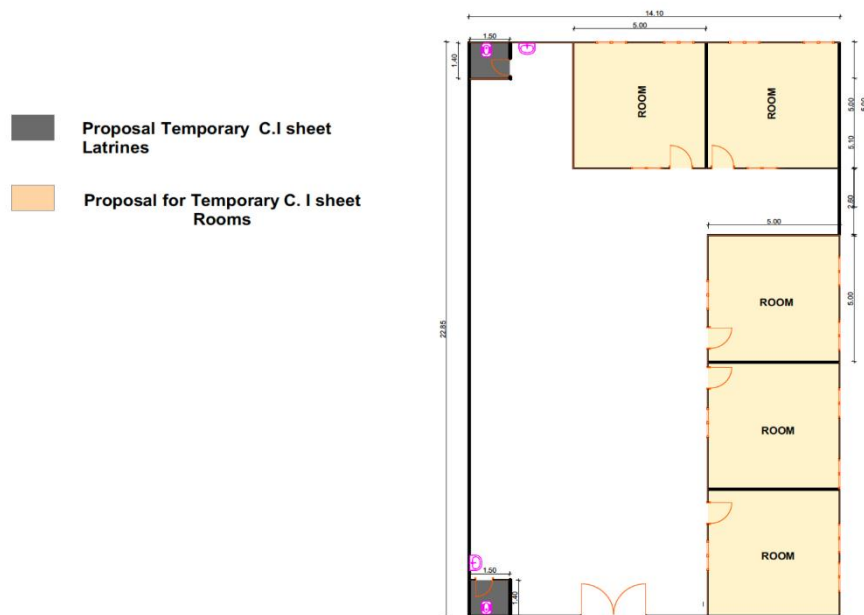 14.10
5.00
1.50
1.40
ROOM
ROOM
5.00
5.10
Proposal Temporary C.I sheet
Latrines
Proposal for Temporary C. I sheet
Rooms
2.60
5.00
ROOM
5.00
22.85
ROOM
ROOM
1.50
1.40